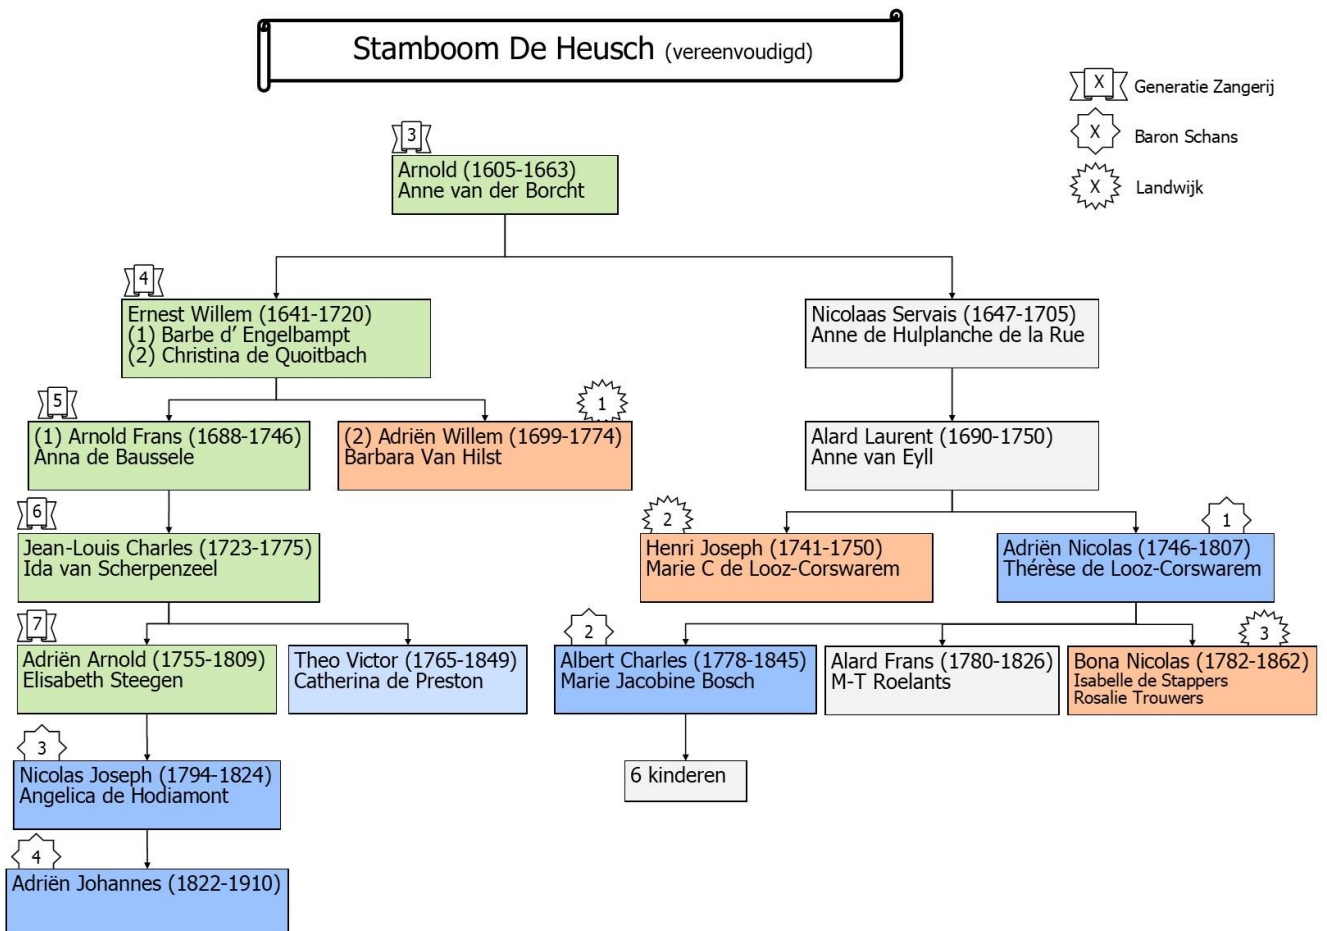 Stamboom De Heusch (vereenvoudigd)
X Generatie Zangerij
X Baron Schans
X Landwijk
3
Arnold (1605-1663)
Anne van der Borcht
4
Ernest Willem (1641-1720)
(1) Barbe d’ Engelbampt
(2) Christina de Quoitbach
Nicolaas Servais (1647-1705)
Anne de Hulplanche de la Rue
5
(1) Arnold Frans (1688-1746)
Anna de Baussele
1
(2) Adriën Willem (1699-1774)
Barbara Van Hilst
Alard Laurent (1690-1750)
Anne van Eyll
6
Jean-Louis Charles (1723-1775)
Ida van Scherpenzeel
2
Henri Joseph (1741-1750)
Marie C de Looz-Corswarem
1
Adriën Nicolas (1746-1807)
Thérèse de Looz-Corswarem
7
Adriën Arnold (1755-1809)
Elisabeth Steegen
Theo Victor (1765-1849)
Catherina de Preston
2
Albert Charles (1778-1845)
Marie Jacobine Bosch
Alard Frans (1780-1826)
M-T Roelants
3
Bona Nicolas (1782-1862)
Isabelle de Stappers
Rosalie Trouwers
3
Nicolas Joseph (1794-1824)
Angelica de Hodiamont
6 kinderen
4
Adriën Johannes (1822-1910)